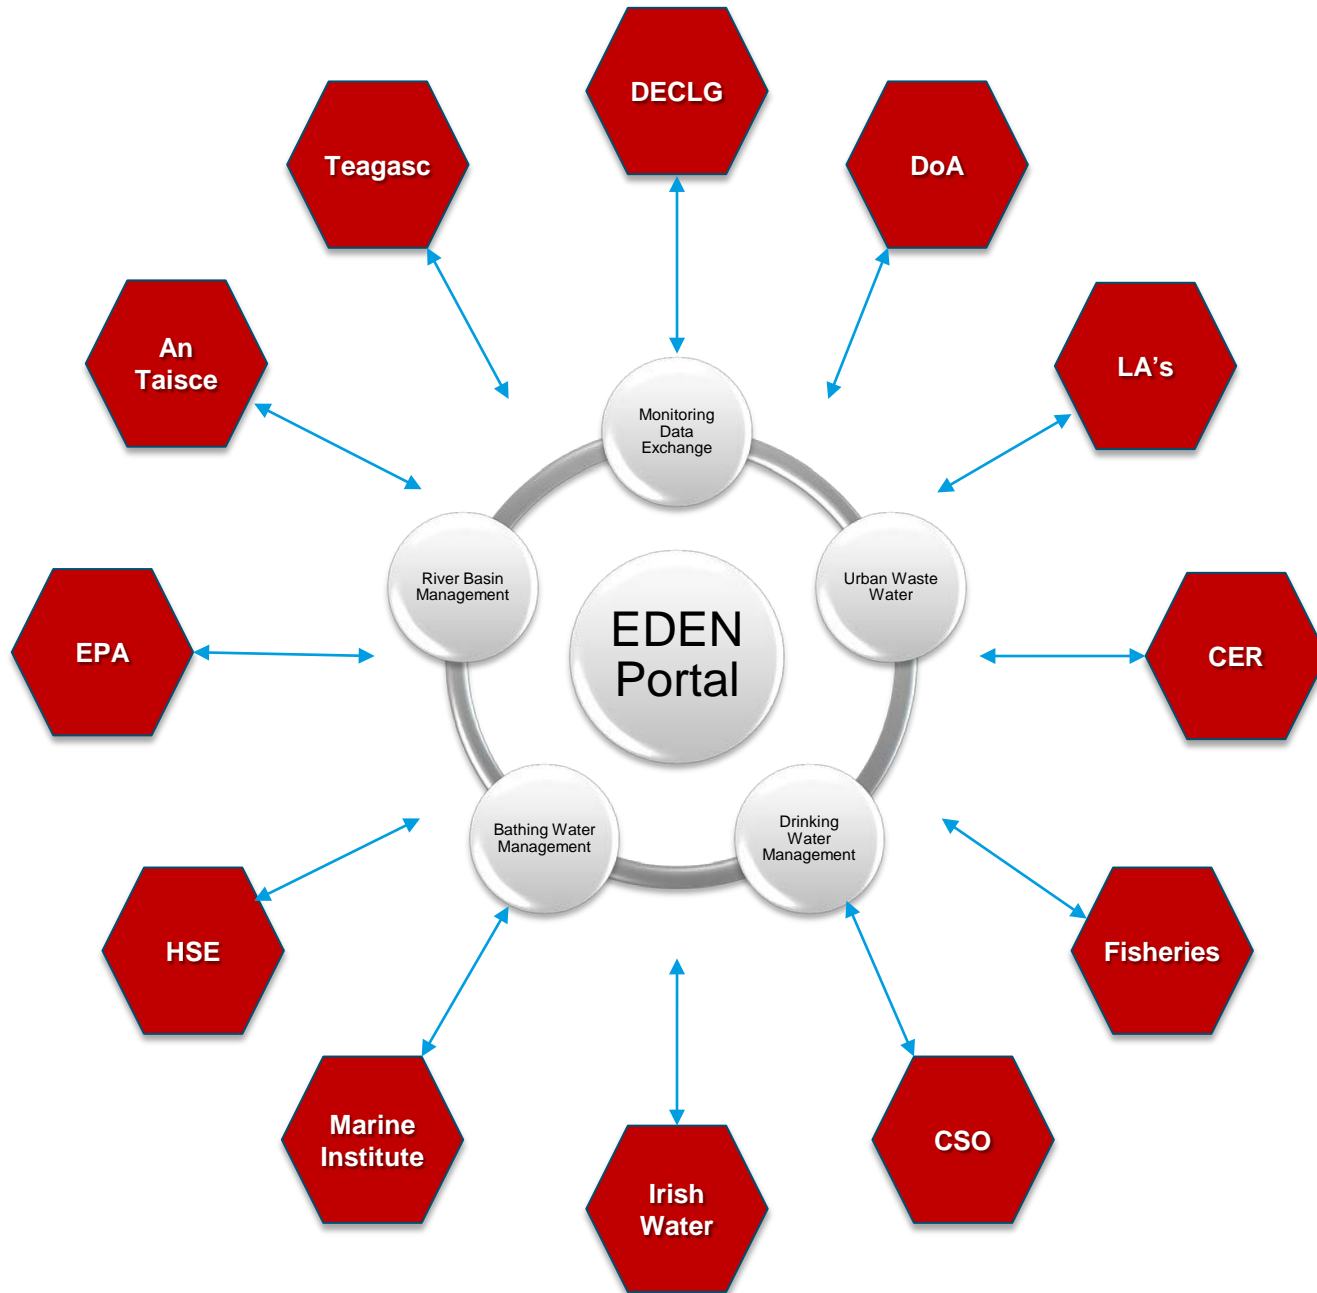 DECLG
Teagasc
DoA
An
Taisce
LA’s
Monitoring
Data
Exchange
River Basin
Management
Urban Waste
Water
EDEN
Portal
EPA
CER
Bathing Water
Management
Drinking
Water
Management
HSE
Fisheries
Marine
Institute
CSO
Irish
Water